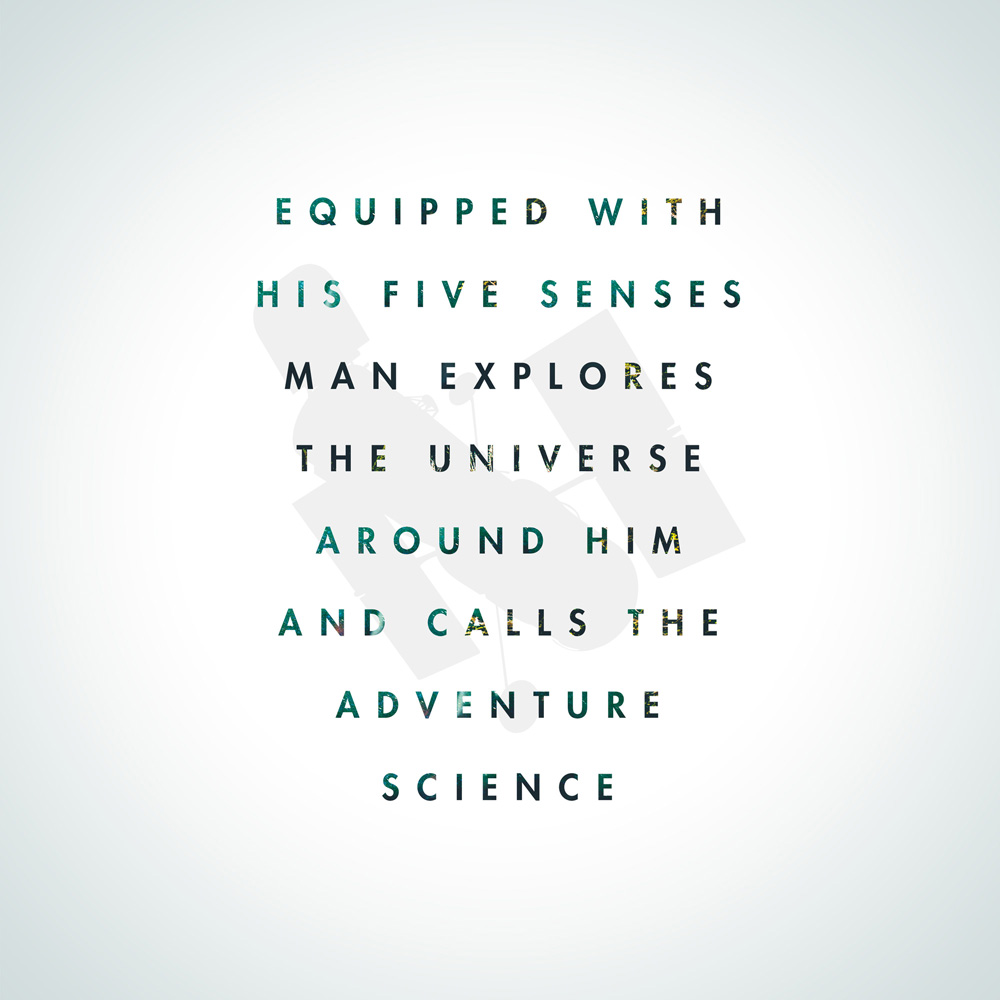 EQUIPPED WITH
HIS FIVE SENSES
MAN EXPLORES
THE UNIVERSE
AROUND HIM
AND CALLS THE
ADVENTURE
SCIENCE